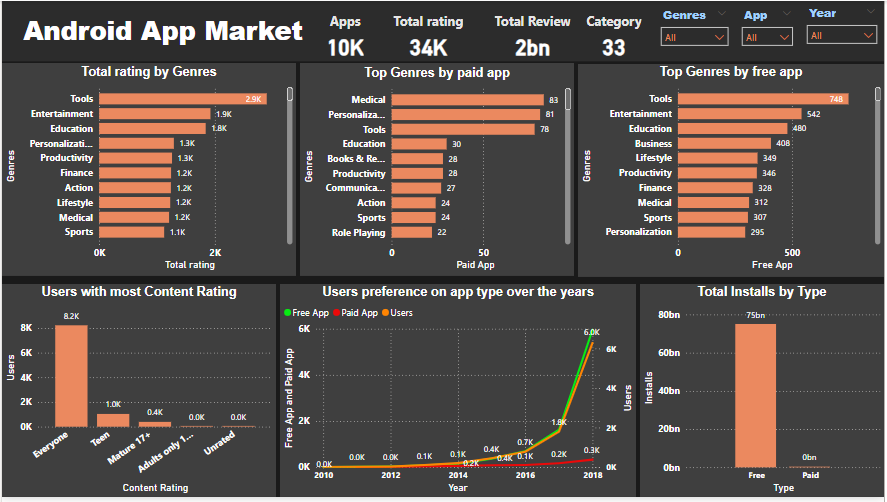 Android App Market
Apps
10K
Total rating
34K
Total Review
2bn
Category
33
Genres
All
App
All
Year
All
Total rating by Genres
Genres
Tools 2.9K
Entertainment 1.9K
Education 1.8K
Personalizati... 1.3K
Productivity 1.3K
Finance 1.2K
Action 1.2K
Lifestyle 1.2K
Medical 1.2K
Sports 1.1K
0K 2K
Total rating
Top Genres by paid app
Genres
Medical 83
Personaliza... 81
Tools 78
Education 30
Books & Re... 28
Productivity 28
Communica... 27
Action 24
Sports 24
Role Playing 22
0 50
Paid App
Top Genres by free app
Genres
Tools 748
Entertainment 542
Education 480
Business 408
Lifestyle 349
Productivity 346
Finance 328
Medical 312
Sports 307
Personalization 295
0 500
Free App
Users with most Content Rating
Users
8K
6K
4K
2K
0K
8.2K
1.0K
0.4K
0.0K
0.0K
Everyone
Teen
Mature 17+
Adults only 1...
Unrated
Content Rating
Users preference on app type over the years
Free App Paid App Users
Free App and Paid App
6K
4K
2K
0K
0.0K 0.0K 0.0K 0.1K 0.1K 0.4K 0.7K 1.8K 6.0K
0.2K 0.4K 0.1K 0.2K 0.3K
6K
4K
2K
0K
Users
2010 2012 2014 2016 2018
Year
Total Installs by Type
Installs
80bn
60bn
40bn
20bn
0bn
75bn
0bn
Free Paid
Type